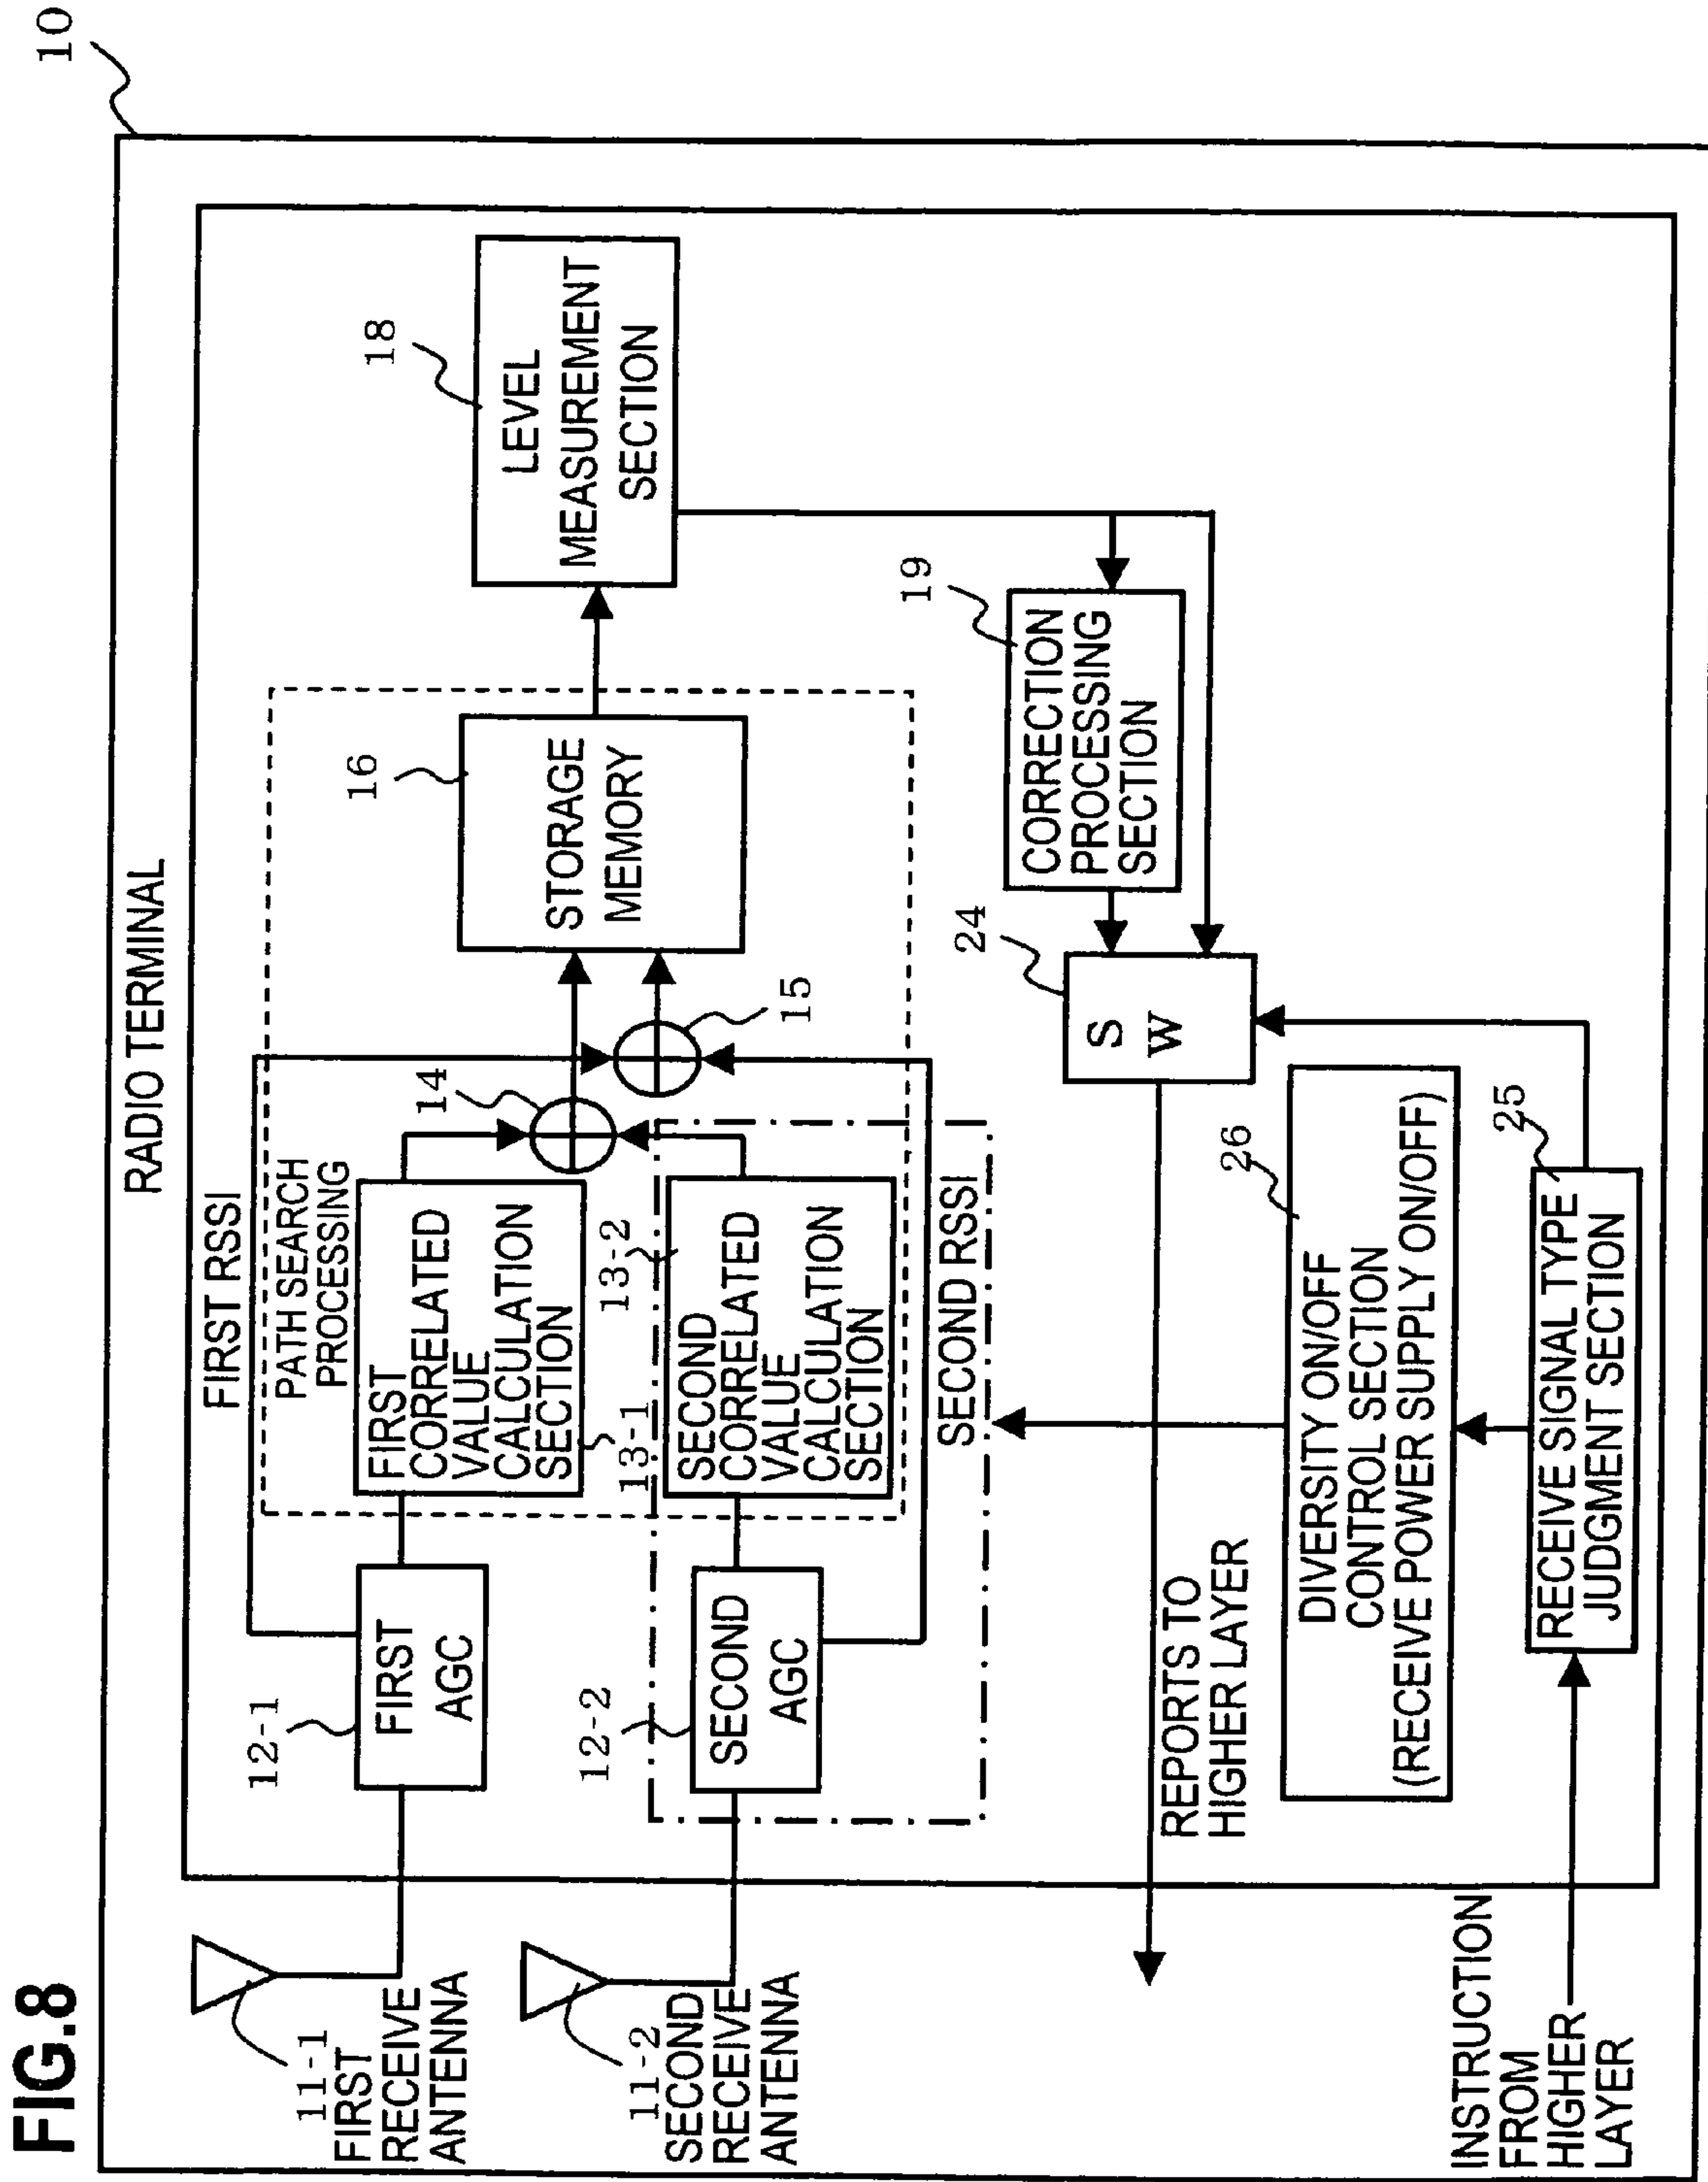 FIG.8
10
RADIO TERMINAL
FIRST RSSI
PATH SEARCH
PROCESSING
11-1
FIRST
RECEIVE
ANTENNA
12-1
FIRST
AGC
FIRST
CORRELATED
VALUE
CALCULATION
SECTION
13-1
14
15
16
STORAGE
MEMORY
18
LEVEL
MEASUREMENT
SECTION
11-2
SECOND
RECEIVE
ANTENNA
12-2
SECOND
AGC
13-2
SECOND
CORRELATED
VALUE
CALCULATION
SECTION
SECOND RSSI
19
CORRECTION
PROCESSING
SECTION
24
S
W
REPORTS TO
HIGHER LAYER
26
DIVERSITY ON/OFF
CONTROL SECTION
(RECEIVE POWER SUPPLY ON/OFF)
25
RECEIVE SIGNAL TYPE
JUDGMENT SECTION
INSTRUCTION
FROM
HIGHER
LAYER